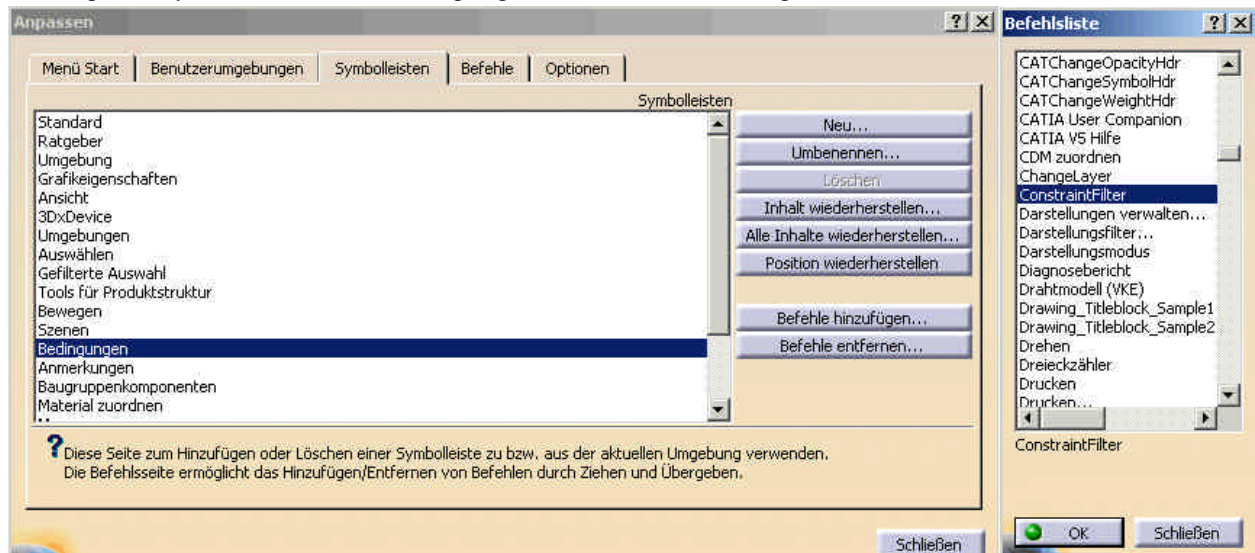 Anpassen
Menü Start
Benutzerumgebungen
Symbolleisten
Befehle
Optionen
Symbolleisten
Standard
Ratgeber
Umgebung
Grafikeigenschaften
Ansicht
3DxDevice
Umgebungen
Auswählen
Gefilterte Auswahl
Tools für Produktstruktur
Bewegen
Szenen
Bedingungen
Anmerkungen
Baugruppenkomponenten
Material zuordnen
Neu...
Umbenennen...
Löschen
Inhalt wiederherstellen...
Alle Inhalte wiederherstellen...
Position wiederherstellen
Befehle hinzufügen...
Befehle entfernen...
Diese Seite zum Hinzufügen oder Löschen einer Symbolleiste zu bzw. aus der aktuellen Umgebung verwenden.
Die Befehlsseite ermöglicht das Hinzufügen/Entfernen von Befehlen durch Ziehen und Übergeben.
Schließen
Befehlsliste
CATChangeOpacityHdr
CATChangeSymbolHdr
CATChangeWeightHdr
CATIA User Companion
CATIA V5 Hilfe
CDM zuordnen
ChangeLayer
ConstraintFilter
Darstellungen verwalten...
Darstellungsfilter...
Darstellungsmodus
Diagnosebericht
Drahtmodell (VKE)
Drawing_Titleblock_Sample1
Drawing_Titleblock_Sample2
Drehen
Dreieckzähler
Drucken
Drucken...
ConstraintFilter
OK
Schließen